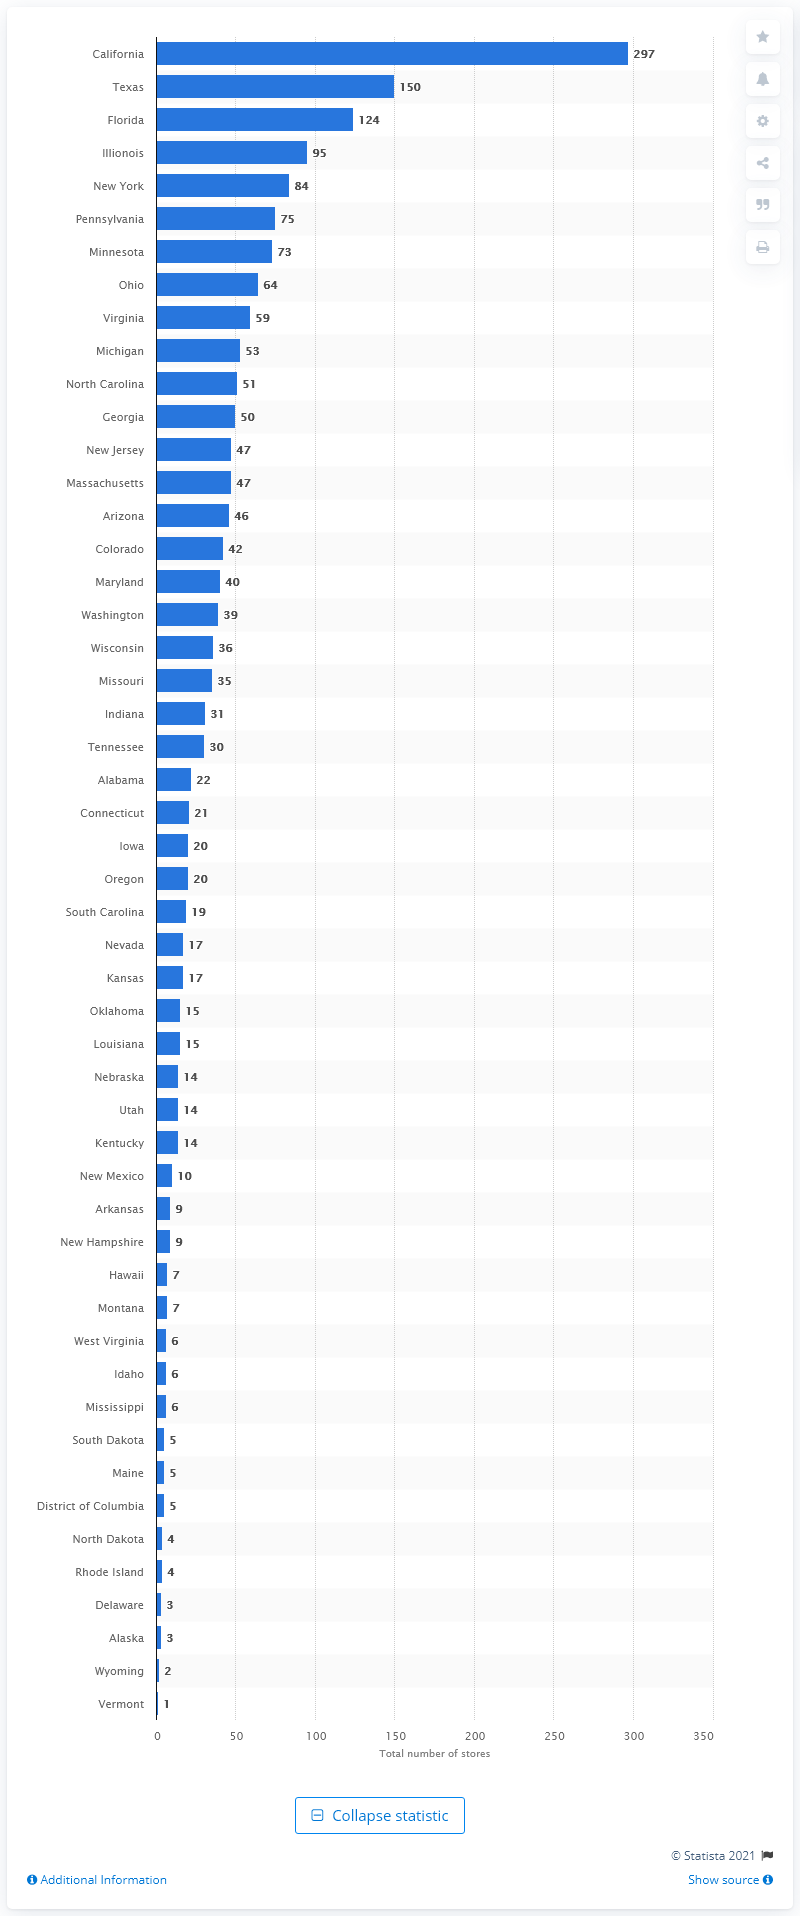 California 297
Texas 150
Florida 124
Illionois 95
New York 84
Pennsylvania 75
Minnesota 73
Ohio 64
Virginia 59
Michigan 53
North Carolina 51
Georgia 50
New Jersey 47
Massachusetts 47
Arizona 46
Colorado 42
Maryland 40
Washington 39
Wisconsin 36
Missouri 35
Indiana 31
Tennessee 30
Alabama 22
Connecticut 21
Iowa 20
Oregon 20
South Carolina 19
Nevada 17
Kansas 17
Oklahoma 15
Louisiana 15
Nebraska 14
Utah 14
Kentucky 14
New Mexico 10
Arkansas 9
New Hampshire 9
Hawaii 7
Montana 7
West Virginia 6
Idaho 6
Mississippi 6
South Dakota 5
Maine 5
District of Columbia 5
North Dakota 4
Rhode Island 4
Delaware 3
Alaska 3
Wyoming 2
Vermont 1
0 50 100 150 200 250 300 350
Total number of stores
Collapse statistic
© Statista 2021
Additional Information Show source